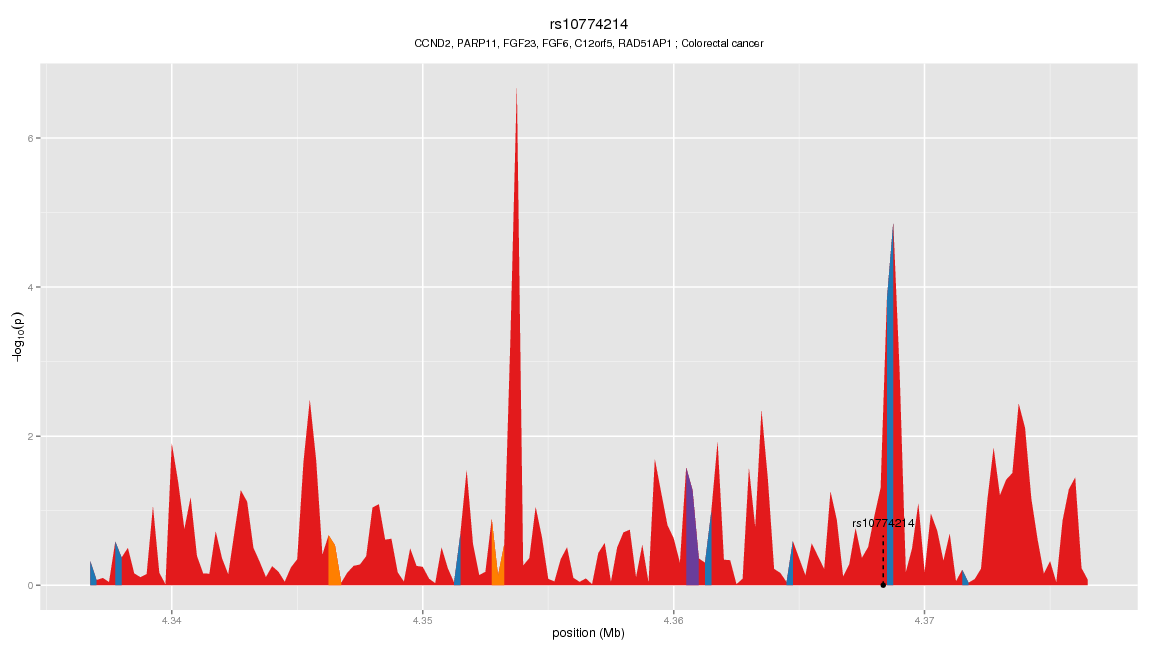 rs10774214
CCND2, PARP11, FGF23, FGF6, C12orf5, RAD51AP1 ; Colorectal cancer
−log10(p)
6
4
2
0
rs10774214
4.34
4.35
4.36
4.37
position (Mb)